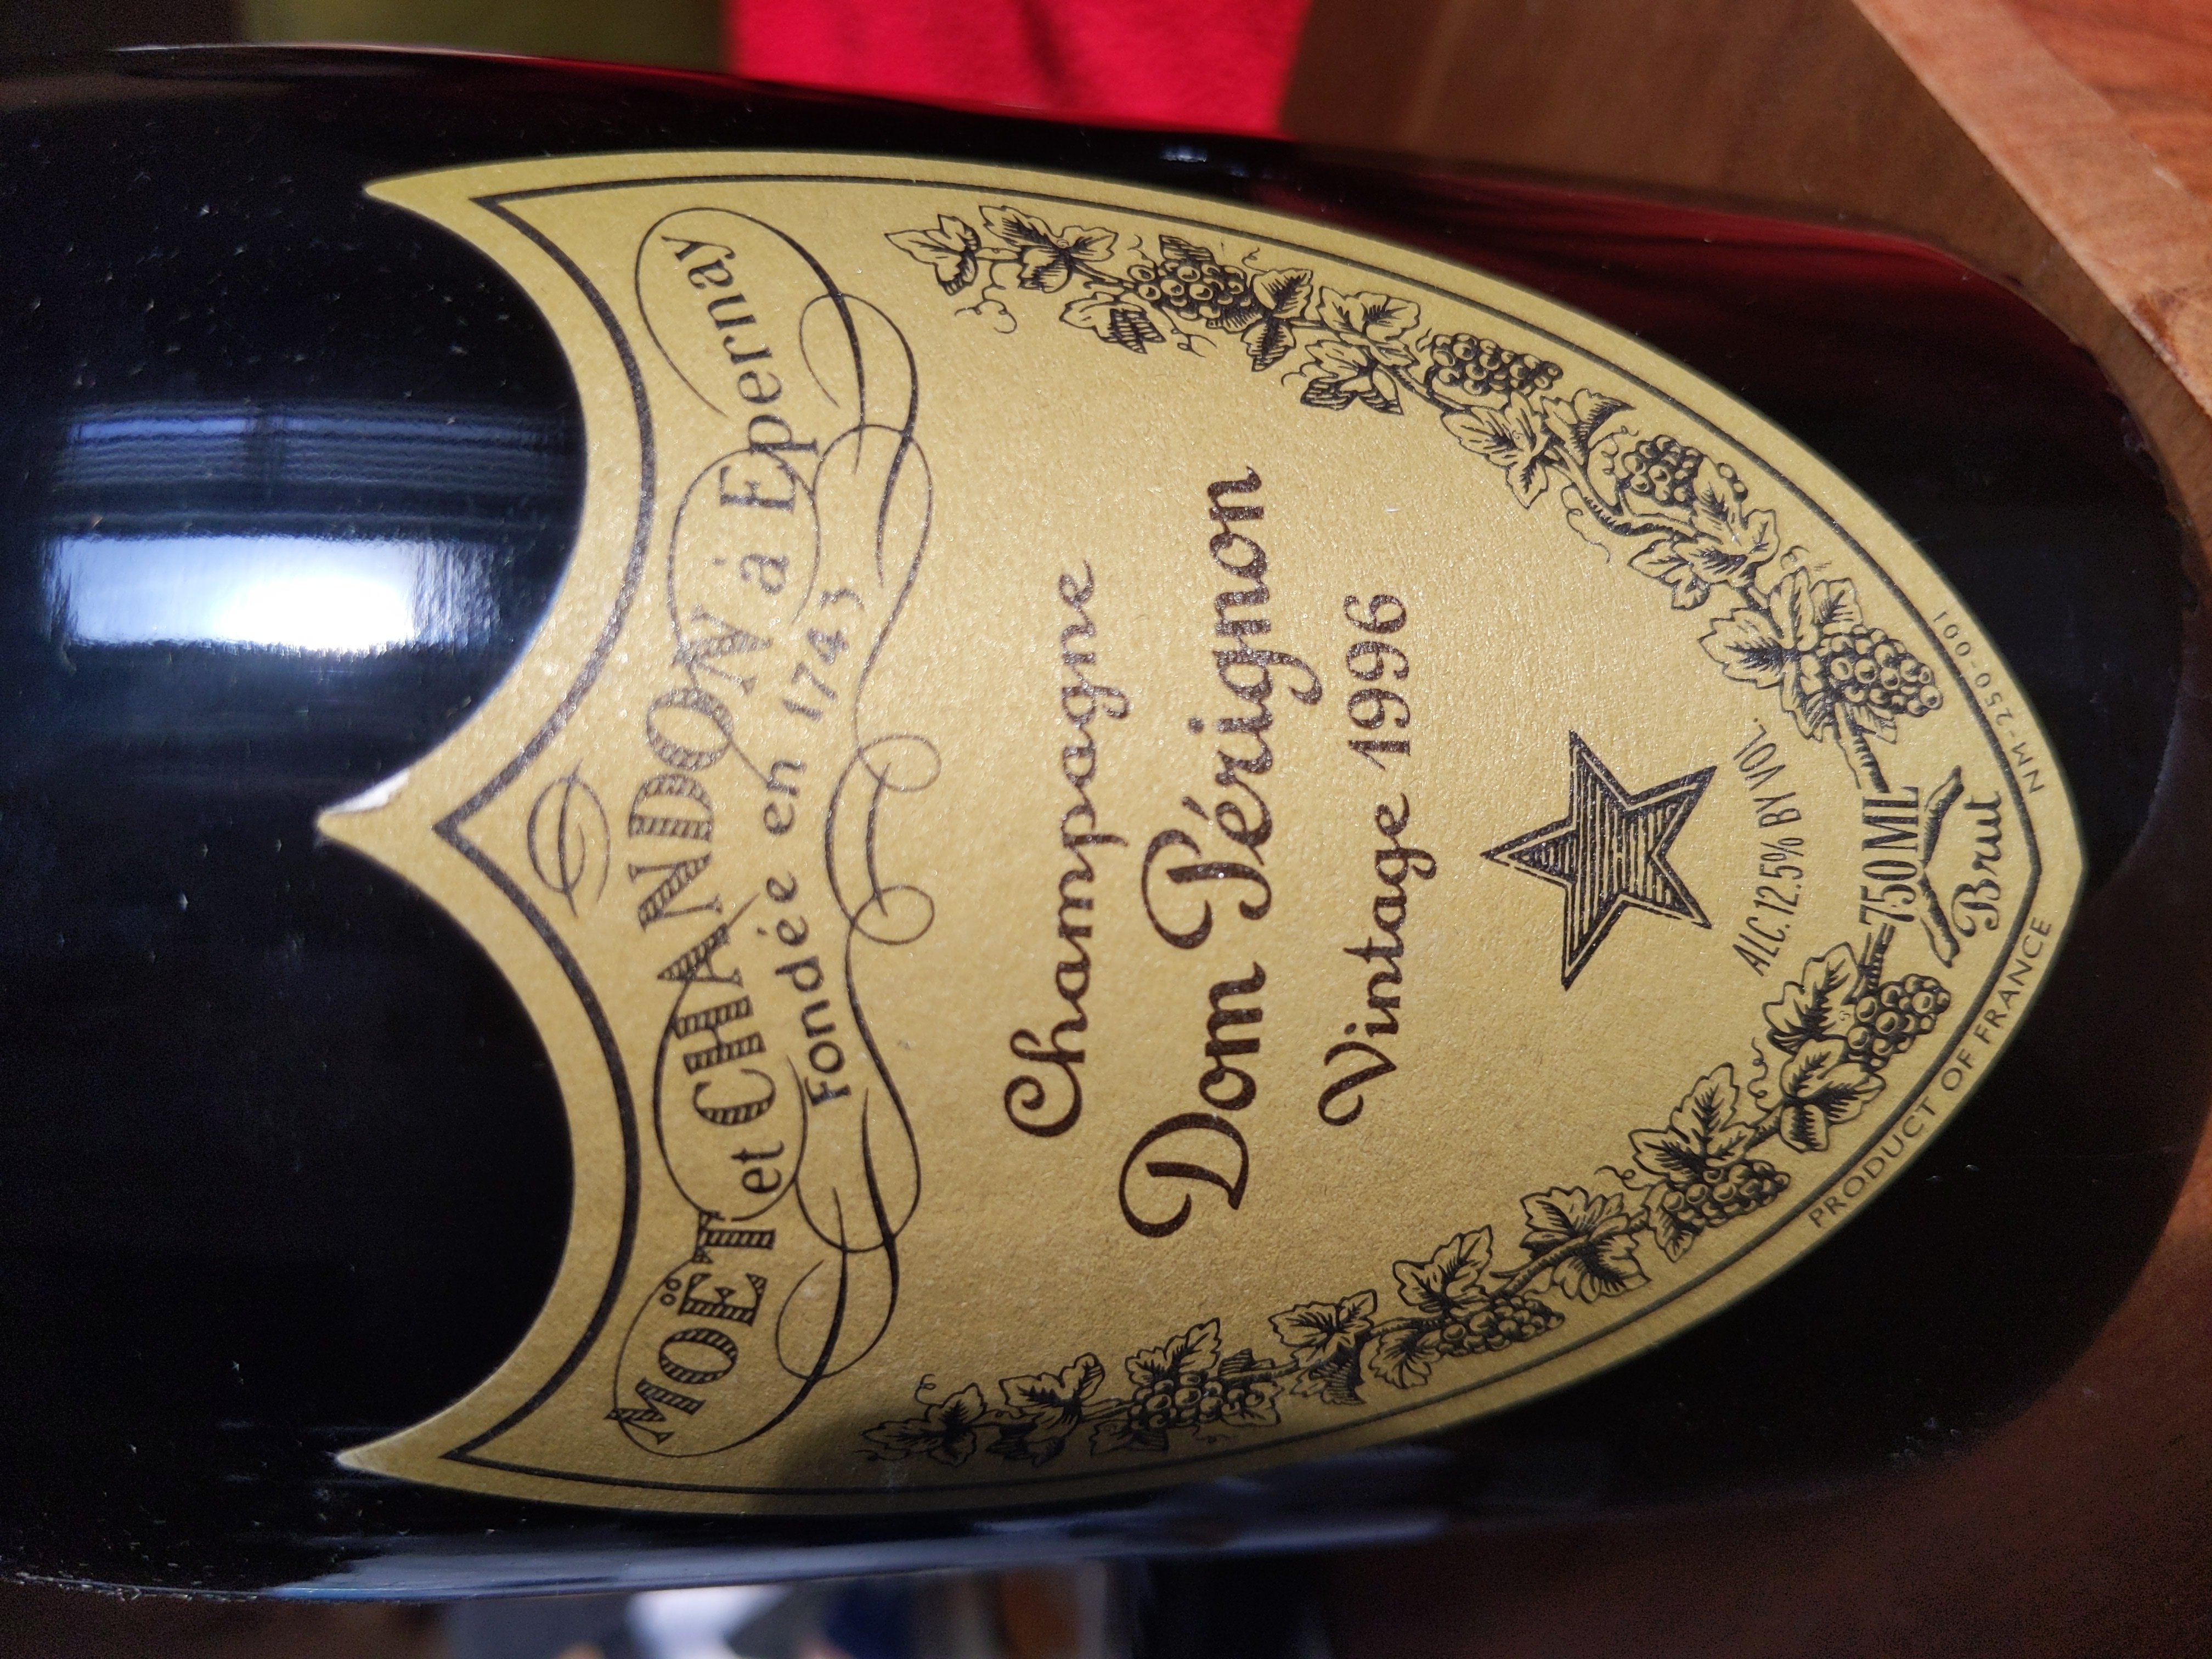 MOËT et CHANDON à Epernay
Fondée en 1743
Champagne
Dom Pérignon
Vintage 1996
ALC. 12.5% BY VOL.
750ML
Brut
PRODUCT OF FRANCE
NM-2550-001